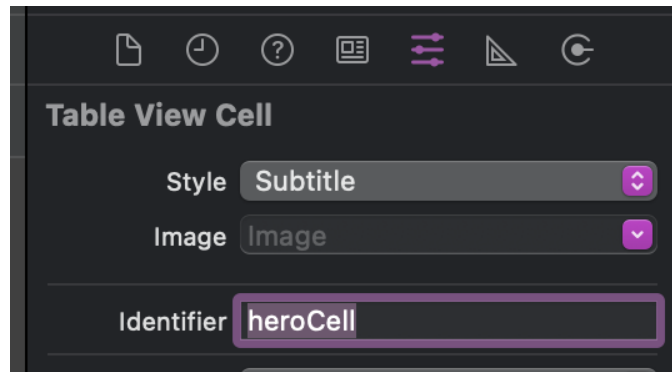 Table View Cell
Style Subtitle
Image Image
Identifier heroCell